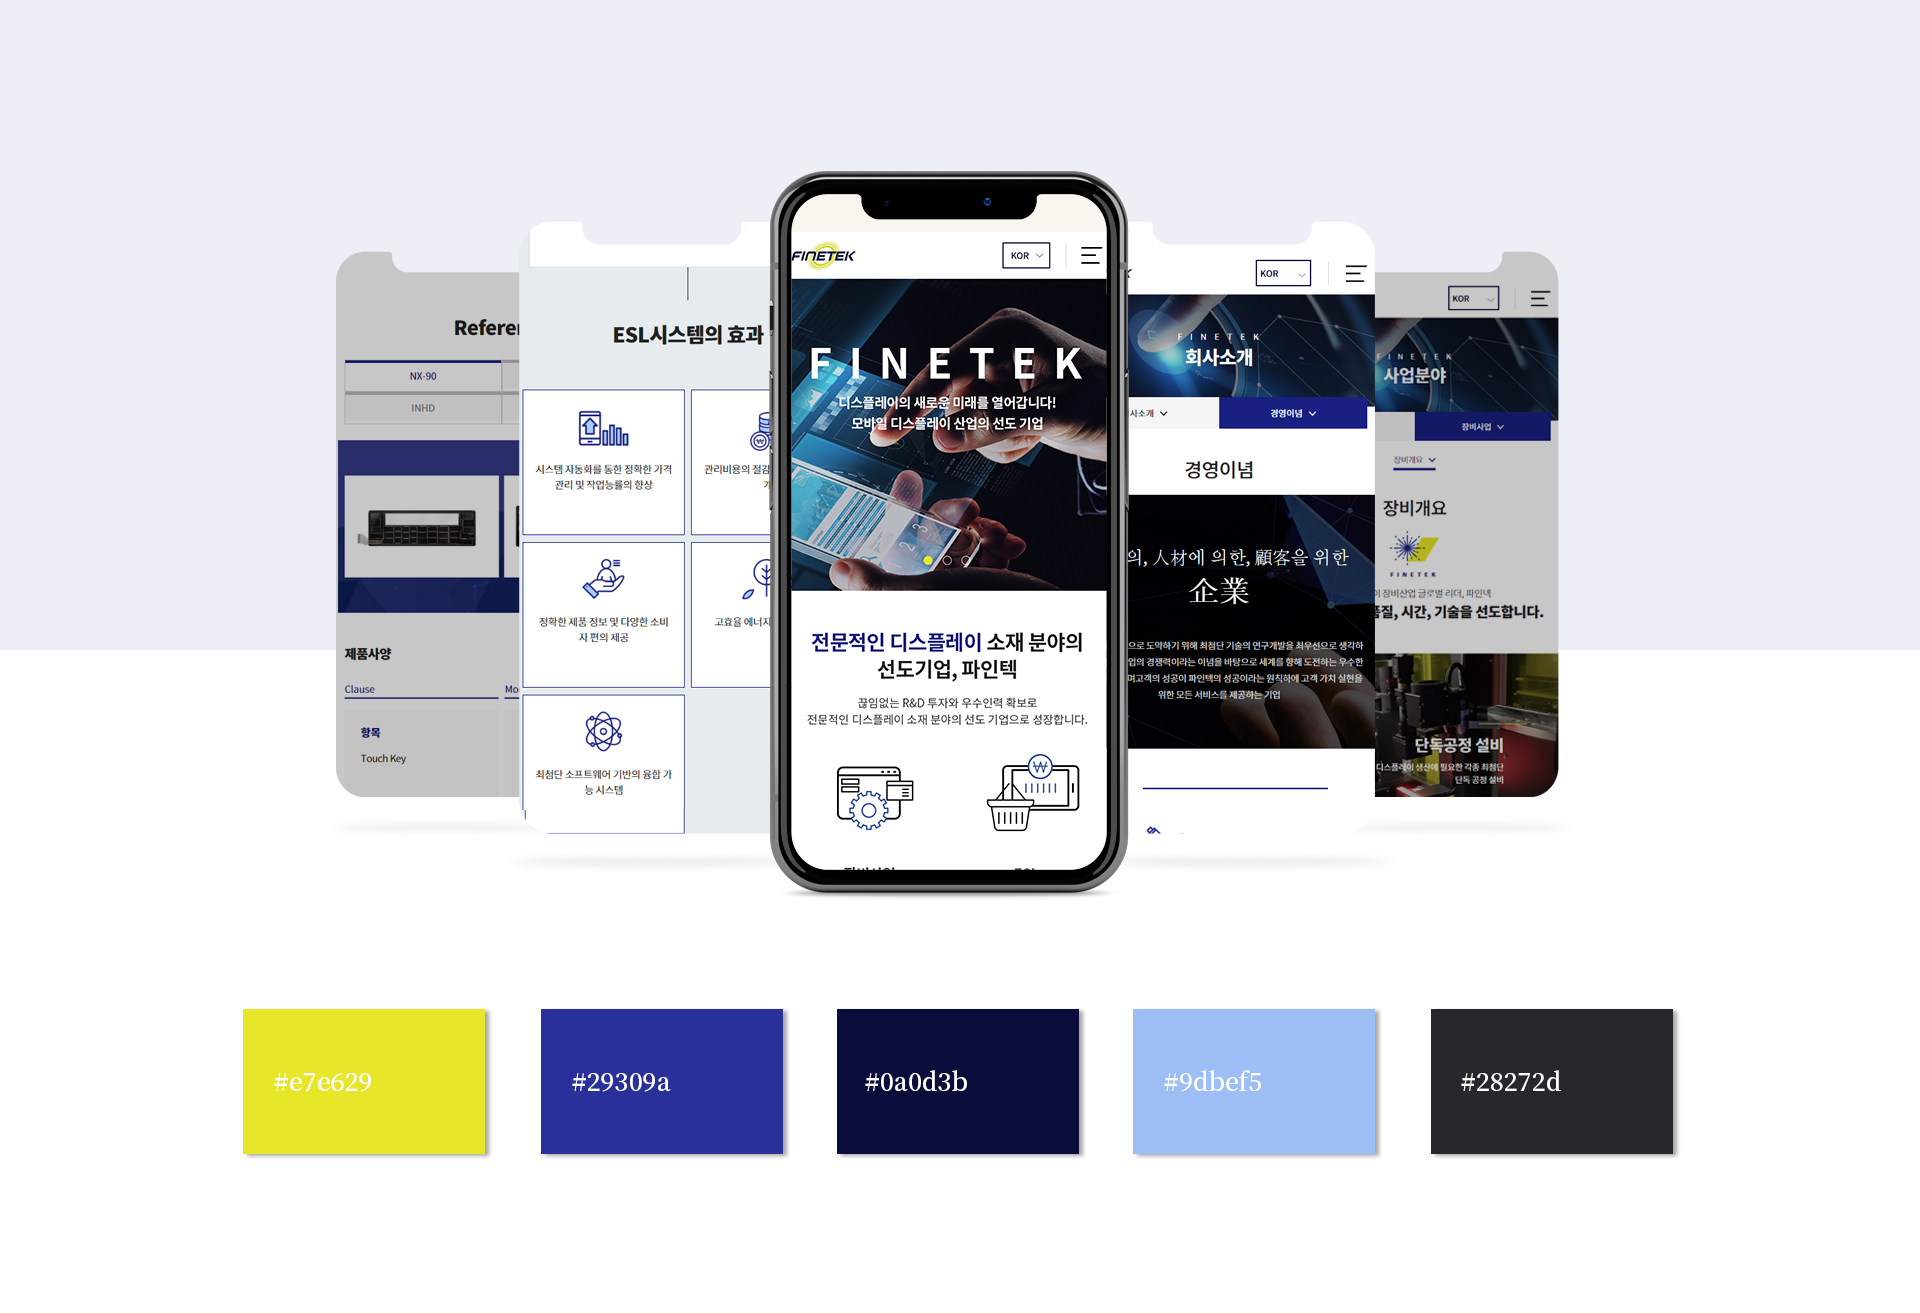 Refere
NX-90
INHD
제품사양
Clause
Mo
항목
Touch Key
ESL시스템의 효과
시스템 자동화를 통한 정확한 가격
관리 및 작업능률의 향상
관리비용의 절감
정확한 제품 정보 및 다양한 소비
자 편의 제공
고효율 에너지
최첨단 소프트웨어 기반의 융합 가
능 시스템
FINETEK
KOR
FINETEK
디스플레이의 새로운 미래를 열어갑니다!
모바일 디스플레이 산업의 선도 기업
전문적인 디스플레이 소재 분야의
선도기업, 파인텍
끊임없는 R&D 투자와 우수인력 확보로
전문적인 디스플레이 소재 분야의 선도 기업으로 성장합니다.
KOR
FINETEK
회사소개
사소개
경영이념
경영이념
의, 人材에 의한, 顧客을 위한
企業
으로 도약하기 위해 최첨단 기술의 연구개발을 최우선으로 생각하
업의 경쟁력이라는 이념을 바탕으로 세계를 향해 도전하는 우수한
며고객의 성공이 파인텍의 성공이라는 원칙하에 고객 가치 실현을
위한 모든 서비스를 제공하는 기업
KOR
FINETEK
사업분야
장비사업
장비개요
장비개요
FINETEK
이 장비산업 글로벌 리더, 파인텍
품질, 시간, 기술을 선도합니다.
단독공정 설비
디스플레이 생산에 필요한 각종 최첨단
단독 공정 설비
#e7e629
#29309a
#0a0d3b
#9dbef5
#28272d